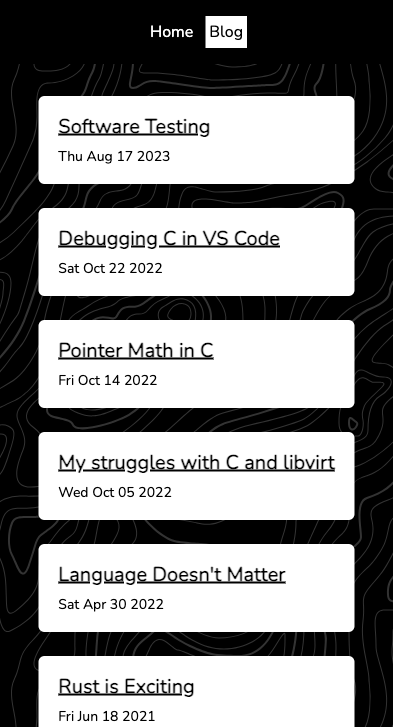 Home Blog
Software Testing
Thu Aug 17 2023
Debugging C in VS Code
Sat Oct 22 2022
Pointer Math in C
Fri Oct 14 2022
My struggles with C and libvirt
Wed Oct 05 2022
Language Doesn't Matter
Sat Apr 30 2022
Rust is Exciting
Fri Jun 18 2021